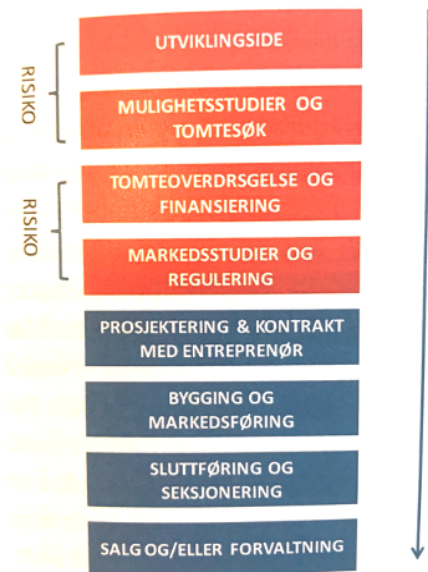 UTVIKLINGSIDE
RISIKO
MULIGHETSSTUDIER OG
TOMTESØK
TOMTEOVERDRSGELSE OG
FINANSIERING
RISIKO
MARKEDSSTUDIER OG
REGULERING
PROSJEKTERING & KONTRAKT
MED ENTREPRENØR
BYGGING OG
MARKEDSFØRING
SLUTTFØRING OG
SEKSJONERING
SALG OG/ELLER FORVALTNING